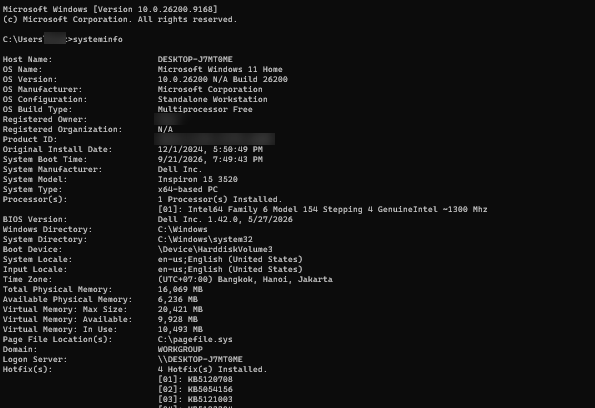 Microsoft Windows [Version 10.0.26200.9168]
(c) Microsoft Corporation. All rights reserved.
C:\Users\>systeminfo
Host Name: DESKTOP-J7MT0ME
OS Name: Microsoft Windows 11 Home
OS Version: 10.0.26200 N/A Build 26200
OS Manufacturer: Microsoft Corporation
OS Configuration: Standalone Workstation
OS Build Type: Multiprocessor Free
Registered Owner:
Registered Organization: N/A
Product ID:
Original Install Date: 12/1/2024, 5:50:49 PM
System Boot Time: 9/21/2026, 7:49:43 PM
System Manufacturer: Dell Inc.
System Model: Inspiron 15 3520
System Type: x64-based PC
Processor(s): 1 Processor(s) Installed.
[01]: Intel64 Family 6 Model 154 Stepping 4 GenuineIntel ~1300 Mhz
BIOS Version: Dell Inc. 1.42.0, 5/27/2026
Windows Directory: C:\Windows
System Directory: C:\Windows\system32
Boot Device: \Device\HarddiskVolume3
System Locale: en-us;English (United States)
Input Locale: en-us;English (United States)
Time Zone: (UTC+07:00) Bangkok, Hanoi, Jakarta
Total Physical Memory: 16,069 MB
Available Physical Memory: 6,236 MB
Virtual Memory: Max Size: 20,421 MB
Virtual Memory: Available: 9,928 MB
Virtual Memory: In Use: 10,493 MB
Page File Location(s): C:\pagefile.sys
Domain: WORKGROUP
Logon Server: \\DESKTOP-J7MT0ME
Hotfix(s): 4 Hotfix(s) Installed.
[01]: KB5120708
[02]: KB5054156
[03]: KB5121003